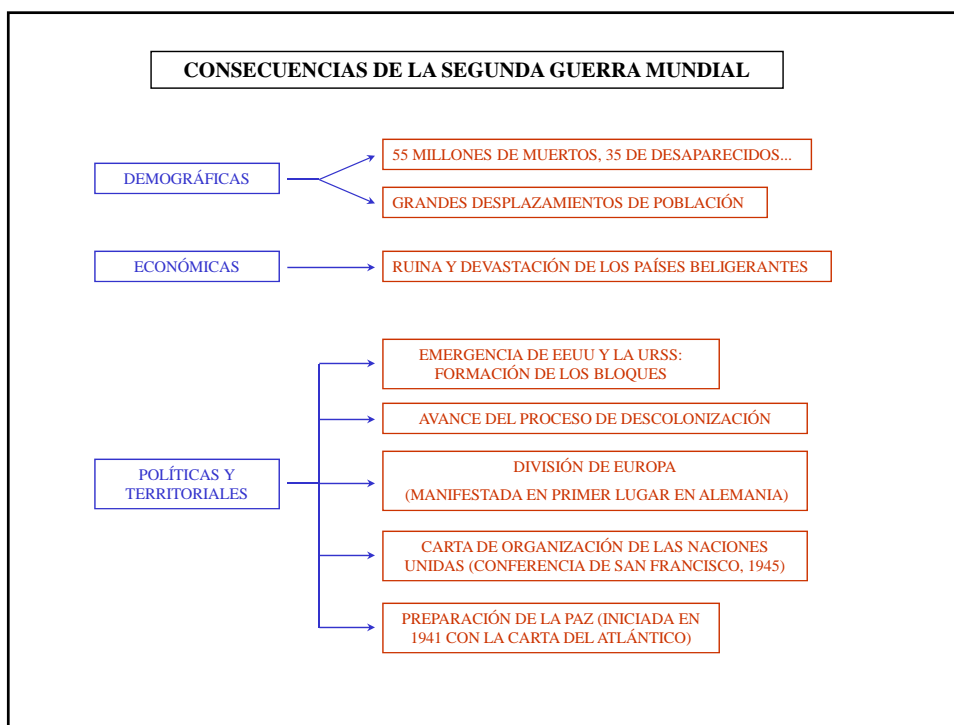 CONSECUENCIAS DE LA SEGUNDA GUERRA MUNDIAL
DEMOGRÁFICAS
55 MILLONES DE MUERTOS, 35 DE DESAPARECIDOS...
GRANDES DESPLAZAMIENTOS DE POBLACIÓN
ECONÓMICAS
RUINA Y DEVASTACIÓN DE LOS PAÍSES BELIGERANTES
POLÍTICAS Y
TERRITORIALES
EMERGENCIA DE EEUU Y LA URSS:
FORMACIÓN DE LOS BLOQUES
AVANCE DEL PROCESO DE DESCOLONIZACIÓN
DIVISIÓN DE EUROPA
(MANIFESTADA EN PRIMER LUGAR EN ALEMANIA)
CARTA DE ORGANIZACIÓN DE LAS NACIONES
UNIDAS (CONFERENCIA DE SAN FRANCISCO, 1945)
PREPARACIÓN DE LA PAZ (INICIADA EN
1941 CON LA CARTA DEL ATLÁNTICO)